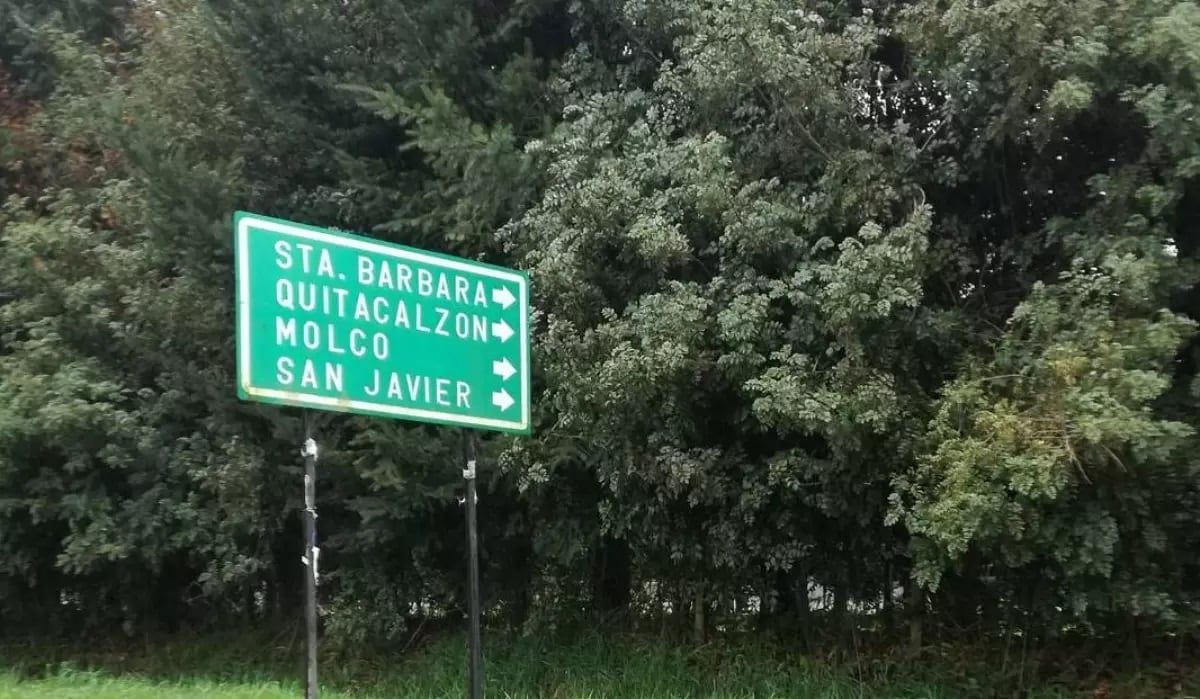 STA. BARBARA
QUITACALZON
MOLCO
SAN JAVIER